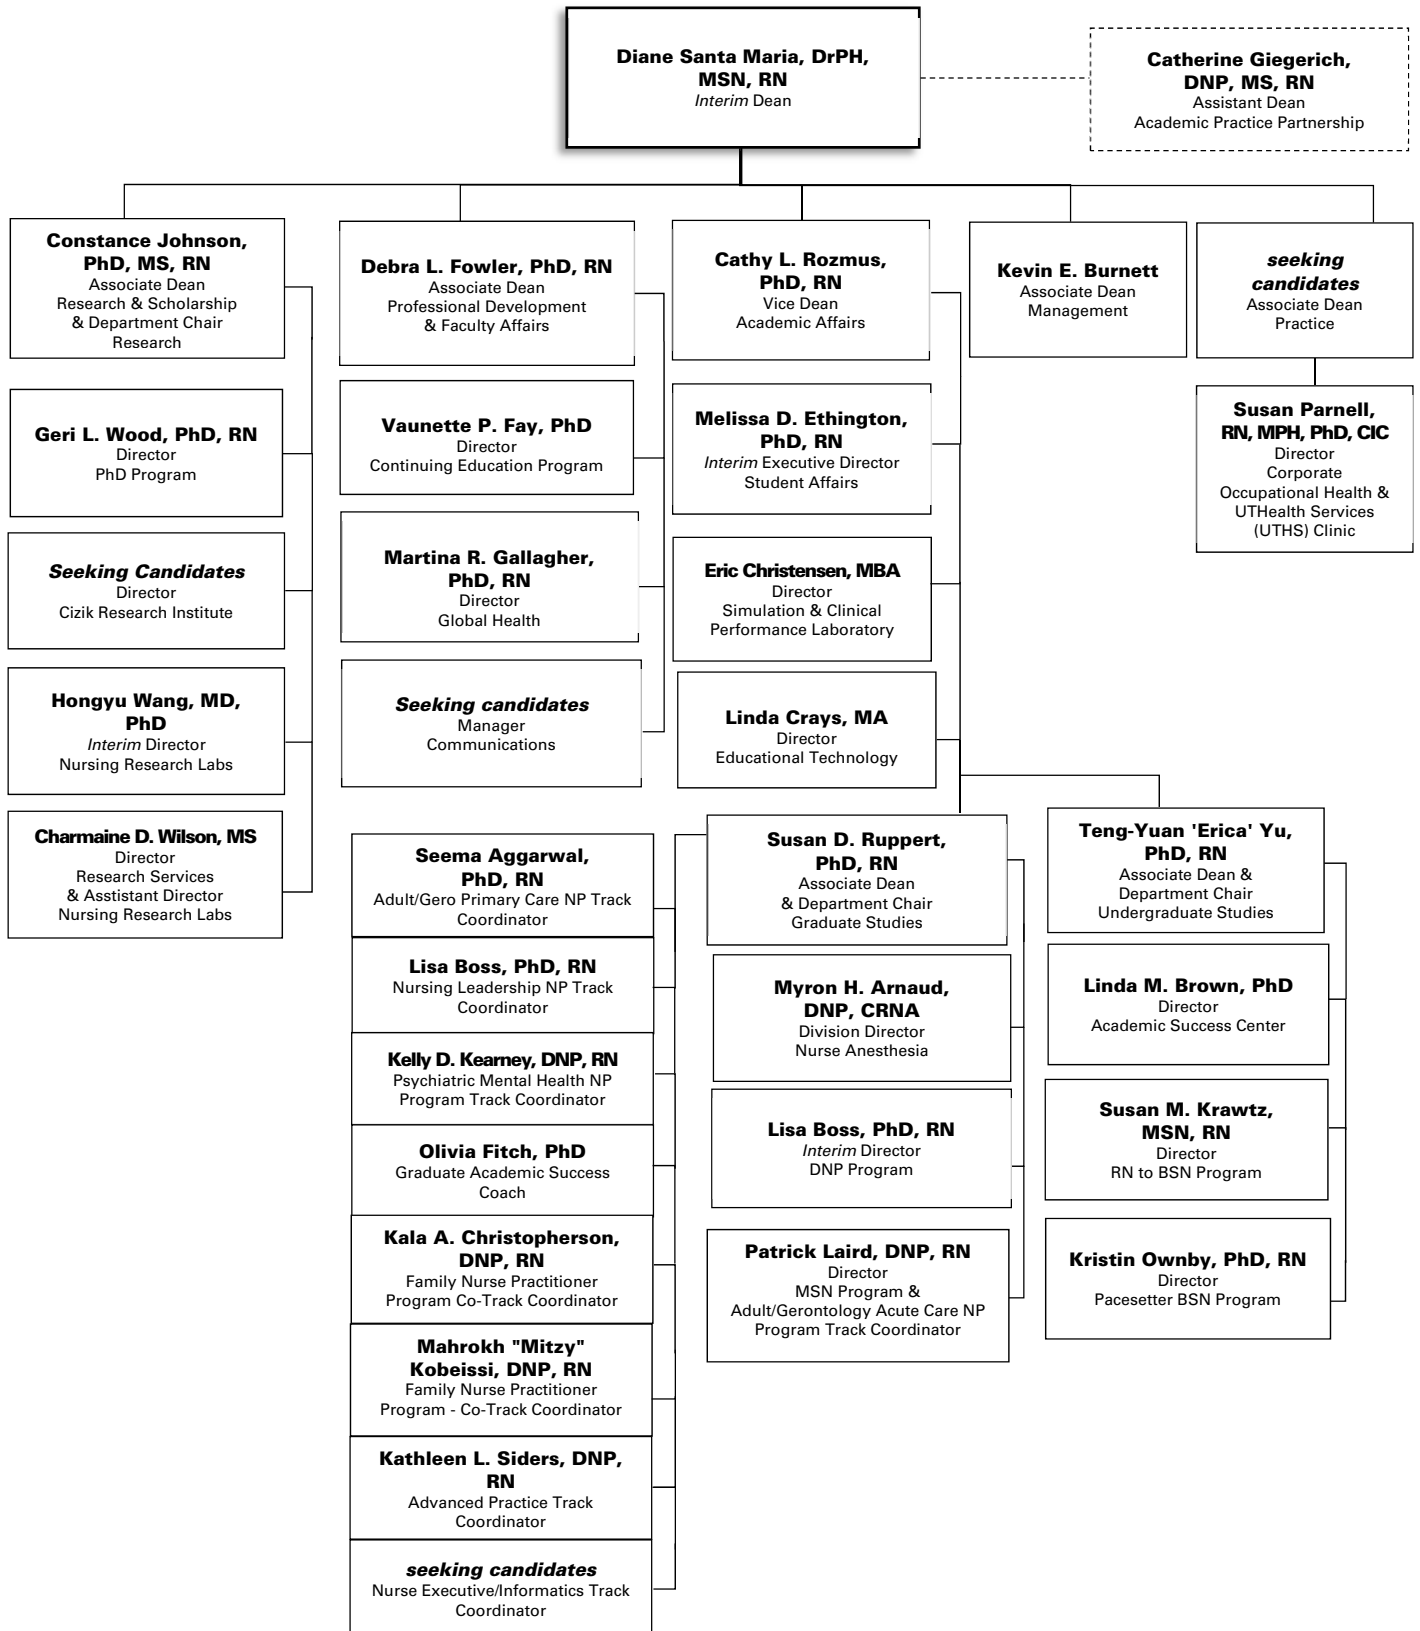 Diane Santa Maria, DrPH,
MSN, RN
Interim Dean
Catherine Giegerich,
DNP, MS, RN
Assistant Dean
Academic Practice Partnership
Constance Johnson,
PhD, MS, RN
Associate Dean
Research & Scholarship
& Department Chair
Research
Geri L. Wood, PhD, RN
Director
PhD Program
Seeking Candidates
Director
Cizik Research Institute
Hongyu Wang, MD,
PhD
Interim Director
Nursing Research Labs
Charmaine D. Wilson, MS
Director
Research Services
& Asstistant Director
Nursing Research Labs
Debra L. Fowler, PhD, RN
Associate Dean
Professional Development
& Faculty Affairs
Vaunette P. Fay, PhD
Director
Continuing Education Program
Martina R. Gallagher,
PhD, RN
Director
Global Health
Seeking candidates
Manager
Communications
Cathy L. Rozmus,
PhD, RN
Vice Dean
Academic Affairs
Melissa D. Ethington,
PhD, RN
Interim Executive Director
Student Affairs
Eric Christensen, MBA
Director
Simulation & Clinical
Performance Laboratory
Linda Crays, MA
Director
Educational Technology
Kevin E. Burnett
Associate Dean
Management
seeking
candidates
Associate Dean
Practice
Susan Parnell,
RN, MPH, PhD, CIC
Director
Corporate
Occupational Health &
UTHealth Services
(UTHS) Clinic
Seema Aggarwal,
PhD, RN
Adult/Gero Primary Care NP Track
Coordinator
Lisa Boss, PhD, RN
Nursing Leadership NP Track
Coordinator
Kelly D. Kearney, DNP, RN
Psychiatric Mental Health NP
Program Track Coordinator
Olivia Fitch, PhD
Graduate Academic Success
Coach
Kala A. Christopherson,
DNP, RN
Family Nurse Practitioner
Program Co-Track Coordinator
Mahrokh "Mitzy"
Kobeissi, DNP, RN
Family Nurse Practitioner
Program - Co-Track Coordinator
Kathleen L. Siders, DNP,
RN
Advanced Practice Track
Coordinator
seeking candidates
Nurse Executive/Informatics Track
Coordinator
Susan D. Ruppert,
PhD, RN
Associate Dean
& Department Chair
Graduate Studies
Myron H. Arnaud,
DNP, CRNA
Division Director
Nurse Anesthesia
Lisa Boss, PhD, RN
Interim Director
DNP Program
Patrick Laird, DNP, RN
Director
MSN Program &
Adult/Gerontology Acute Care NP
Program Track Coordinator
Teng-Yuan 'Erica' Yu,
PhD, RN
Associate Dean &
Department Chair
Undergraduate Studies
Linda M. Brown, PhD
Director
Academic Success Center
Susan M. Krawtz,
MSN, RN
Director
RN to BSN Program
Kristin Ownby, PhD, RN
Director
Pacesetter BSN Program